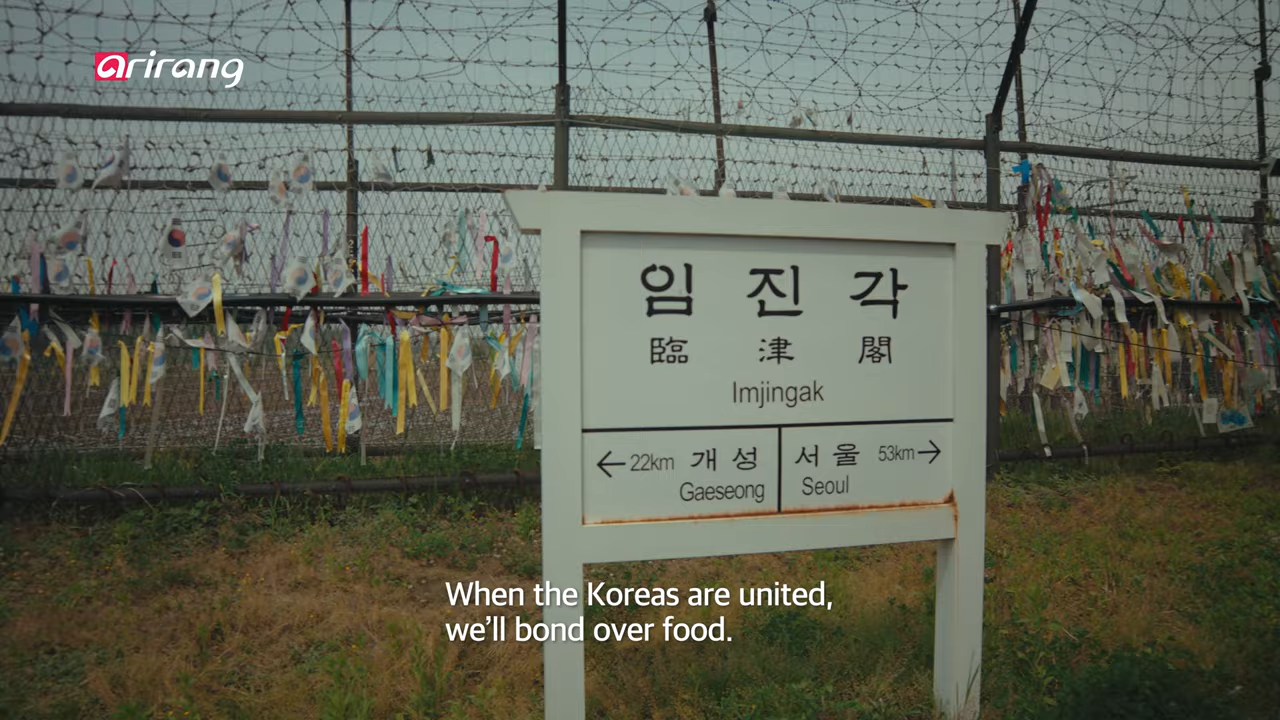 arirang
임 진 각
臨 津 閣
Imjingak
←22km 개 성
Gaeseong
서 울 53km→
Seoul
When the Koreas are united,
we'll bond over food.